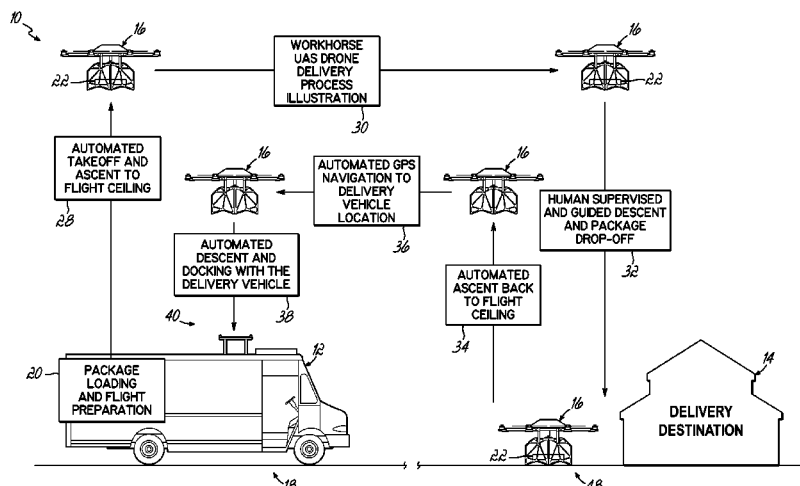 10
16
22
WORKHORSE
UAS DRONE
DELIVERY
PROCESS
ILLUSTRATION
30
16
22
AUTOMATED
TAKEOFF AND
ASCENT TO
FLIGHT CEILING
28
16
AUTOMATED GPS
NAVIGATION TO
DELIVERY
VEHICLE
LOCATION
36
16
HUMAN SUPERVISED
AND GUIDED DESCENT
AND PACKAGE
DROP-OFF
32
AUTOMATED
DESCENT AND
DOCKING WITH THE
DELIVERY VEHICLE
38
AUTOMATED
ASCENT BACK
TO FLIGHT
CEILING
34
40
12
20
PACKAGE
LOADING
AND FLIGHT
PREPARATION
14
DELIVERY
DESTINATION
16
22